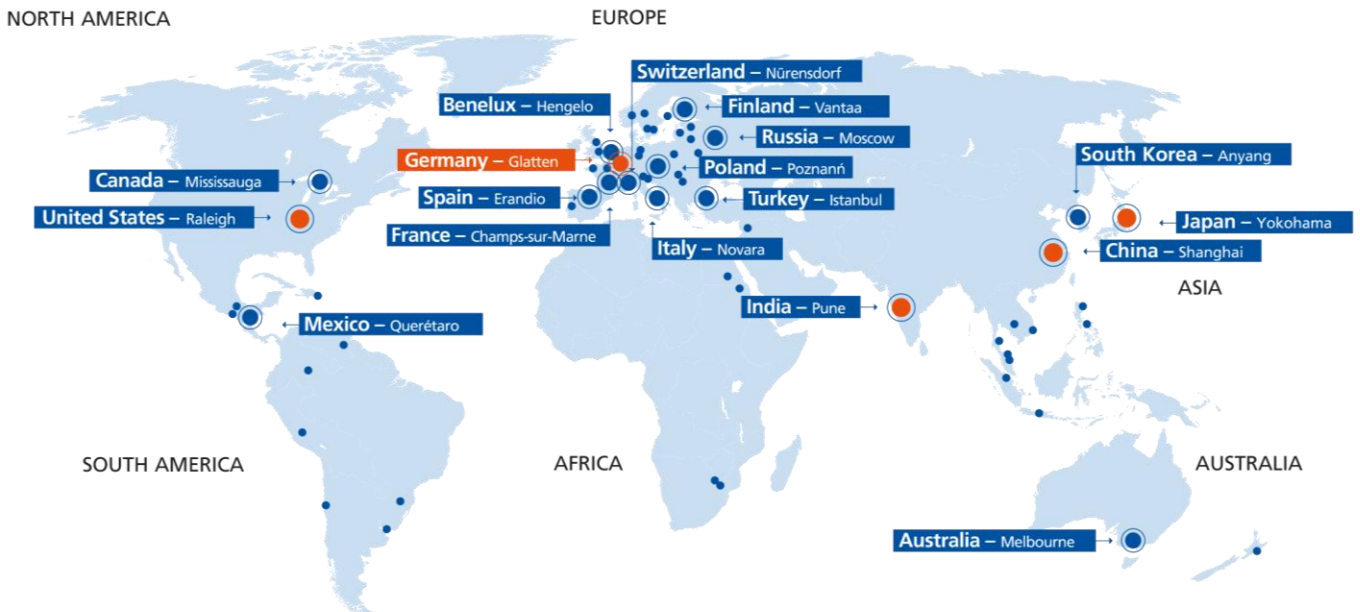 NORTH AMERICA
EUROPE
Switzerland – Nürensdorf
Benelux – Hengelo
Finland – Vantaa
Russia – Moscow
Germany – Glatten
Poland – Poznanń
South Korea – Anyang
Canada – Mississauga
Spain – Erandio
Turkey – Istanbul
United States – Raleigh
Japan – Yokohama
France – Champs-sur-Marne
Italy – Novara
China – Shanghai
ASIA
India – Pune
Mexico – Querétaro
SOUTH AMERICA
AFRICA
AUSTRALIA
Australia – Melbourne